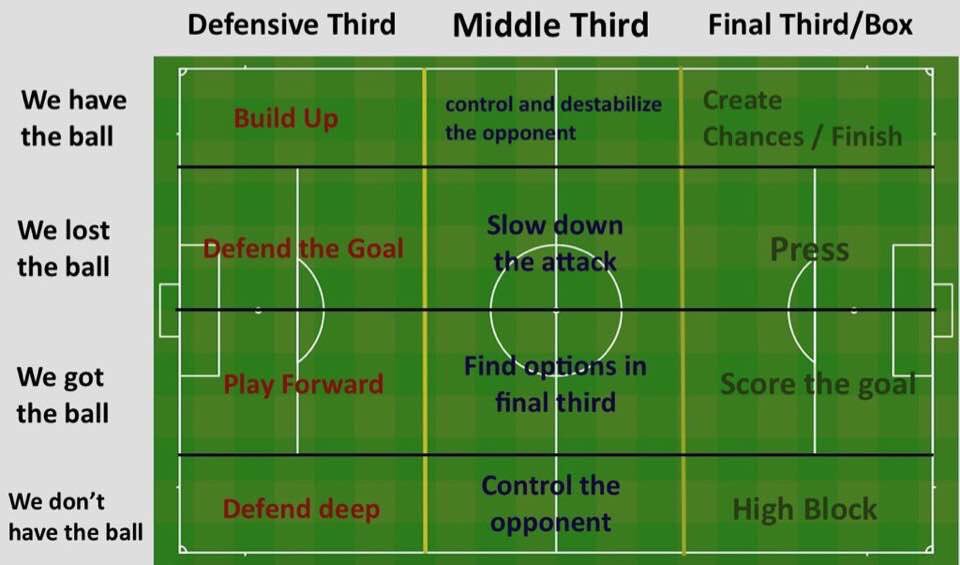 Defensive Third Middle Third Final Third/Box
We have
the ball
Build Up
control and destabilize
the opponent
Create
Chances / Finish
We lost
the ball
Defend the Goal
Slow down
the attack
Press
We got
the ball
Play Forward
Find options in
final third
Score the goal
We don't
have the ball
Defend deep
Control the
opponent
High Block